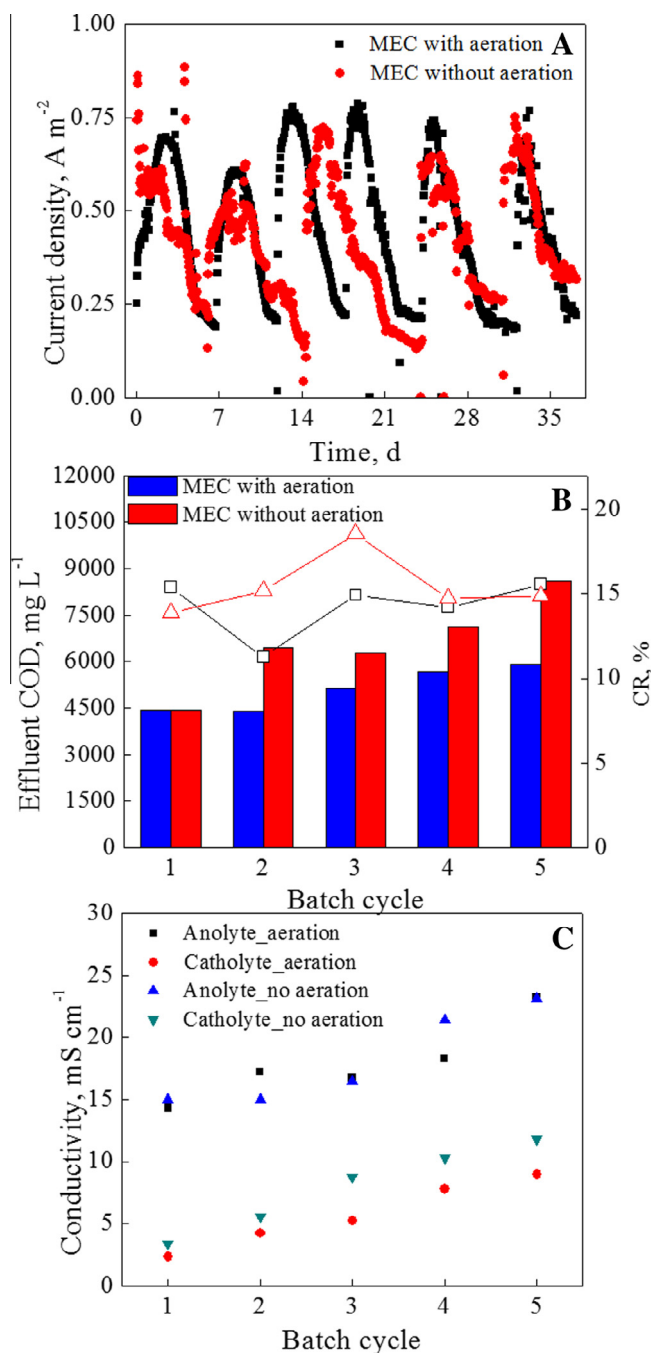 1.00
0.75
0.50
0.25
0.00
Current density, A m-2
MEC with aeration
MEC without aeration
A
0 7 14 21 28 35
Time, d
12000
10500
9000
7500
6000
4500
3000
1500
0
Effluent COD, mg L-1
MEC with aeration
MEC without aeration
B
20
15
10
5
0
CR, %
1 2 3 4 5
Batch cycle
30
25
20
15
10
5
0
Conductivity, mS cm-1
Anolyte_aeration
Catholyte_aeration
Anolyte_no aeration
Catholyte_no aeration
C
1 2 3 4 5
Batch cycle